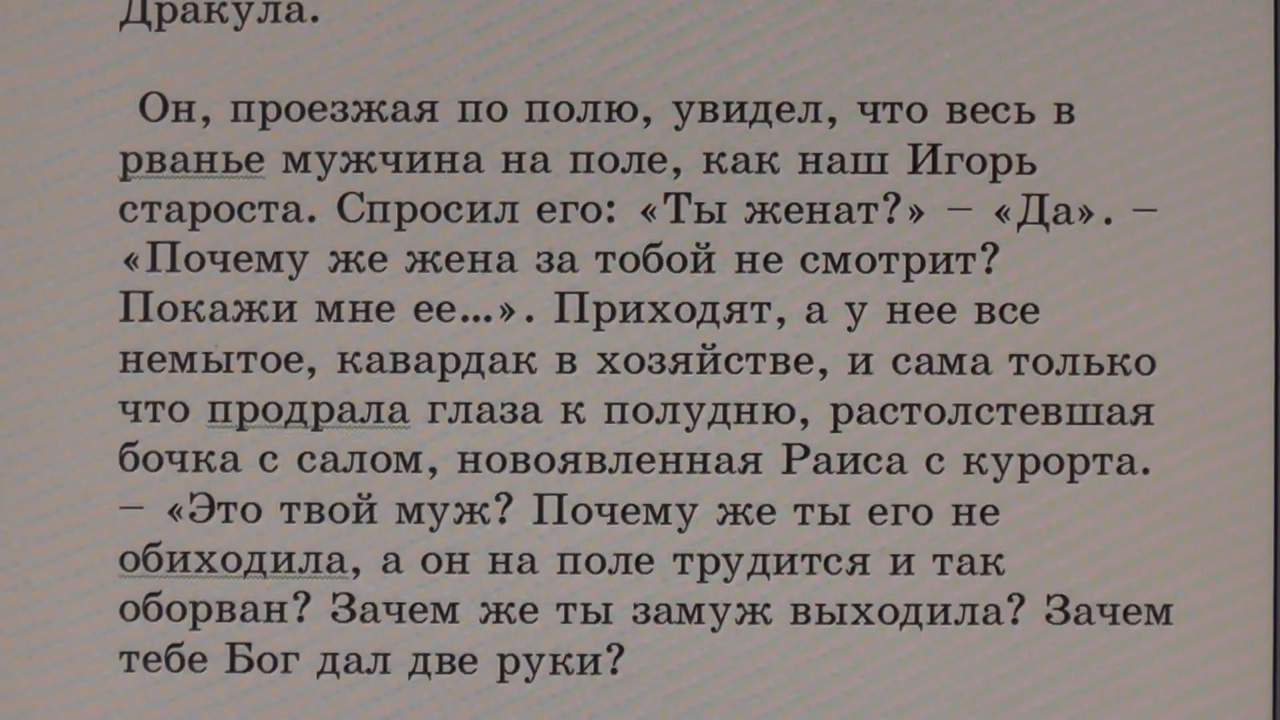 Дракула.
Он, проезжая по полю, увидел, что весь в
рванье мужчина на поле, как наш Игорь
староста. Спросил его: «Ты женат?» – «Да». –
«Почему же жена за тобой не смотрит?
Покажи мне ее...». Приходят, а у нее все
немытое, кавардак в хозяйстве, и сама только
что продрала глаза к полудню, растолстевшая
бочка с салом, новоявленная Раиса с курорта.
– «Это твой муж? Почему же ты его не
обиходила, а он на поле трудится и так
оборван? Зачем же ты замуж выходила? Зачем
тебе Бог дал две руки?